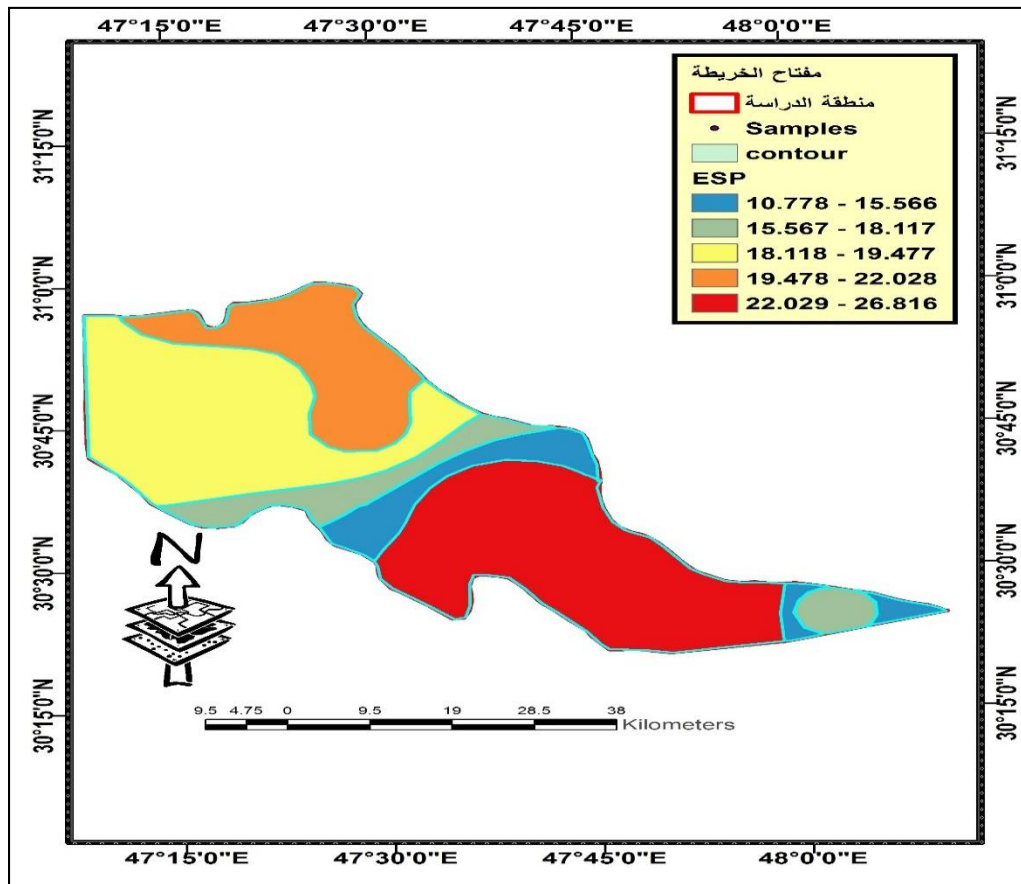 47°15'0"E 47°30'0"E 47°45'0"E 48°0'0"E
مفتاح الخريطة
منطقة الدراسة
Samples
contour
ESP
10.778 - 15.566
15.567 - 18.117
18.118 - 19.477
19.478 - 22.028
22.029 - 26.816
31°15'0"N 31°15'0"N
31°0'0"N 31°0'0"N
30°45'0"N 30°45'0"N
30°30'0"N 30°30'0"N
30°15'0"N 30°15'0"N
N
9.5 4.75 0 9.5 19 28.5 38
Kilometers
47°15'0"E 47°30'0"E 47°45'0"E 48°0'0"E